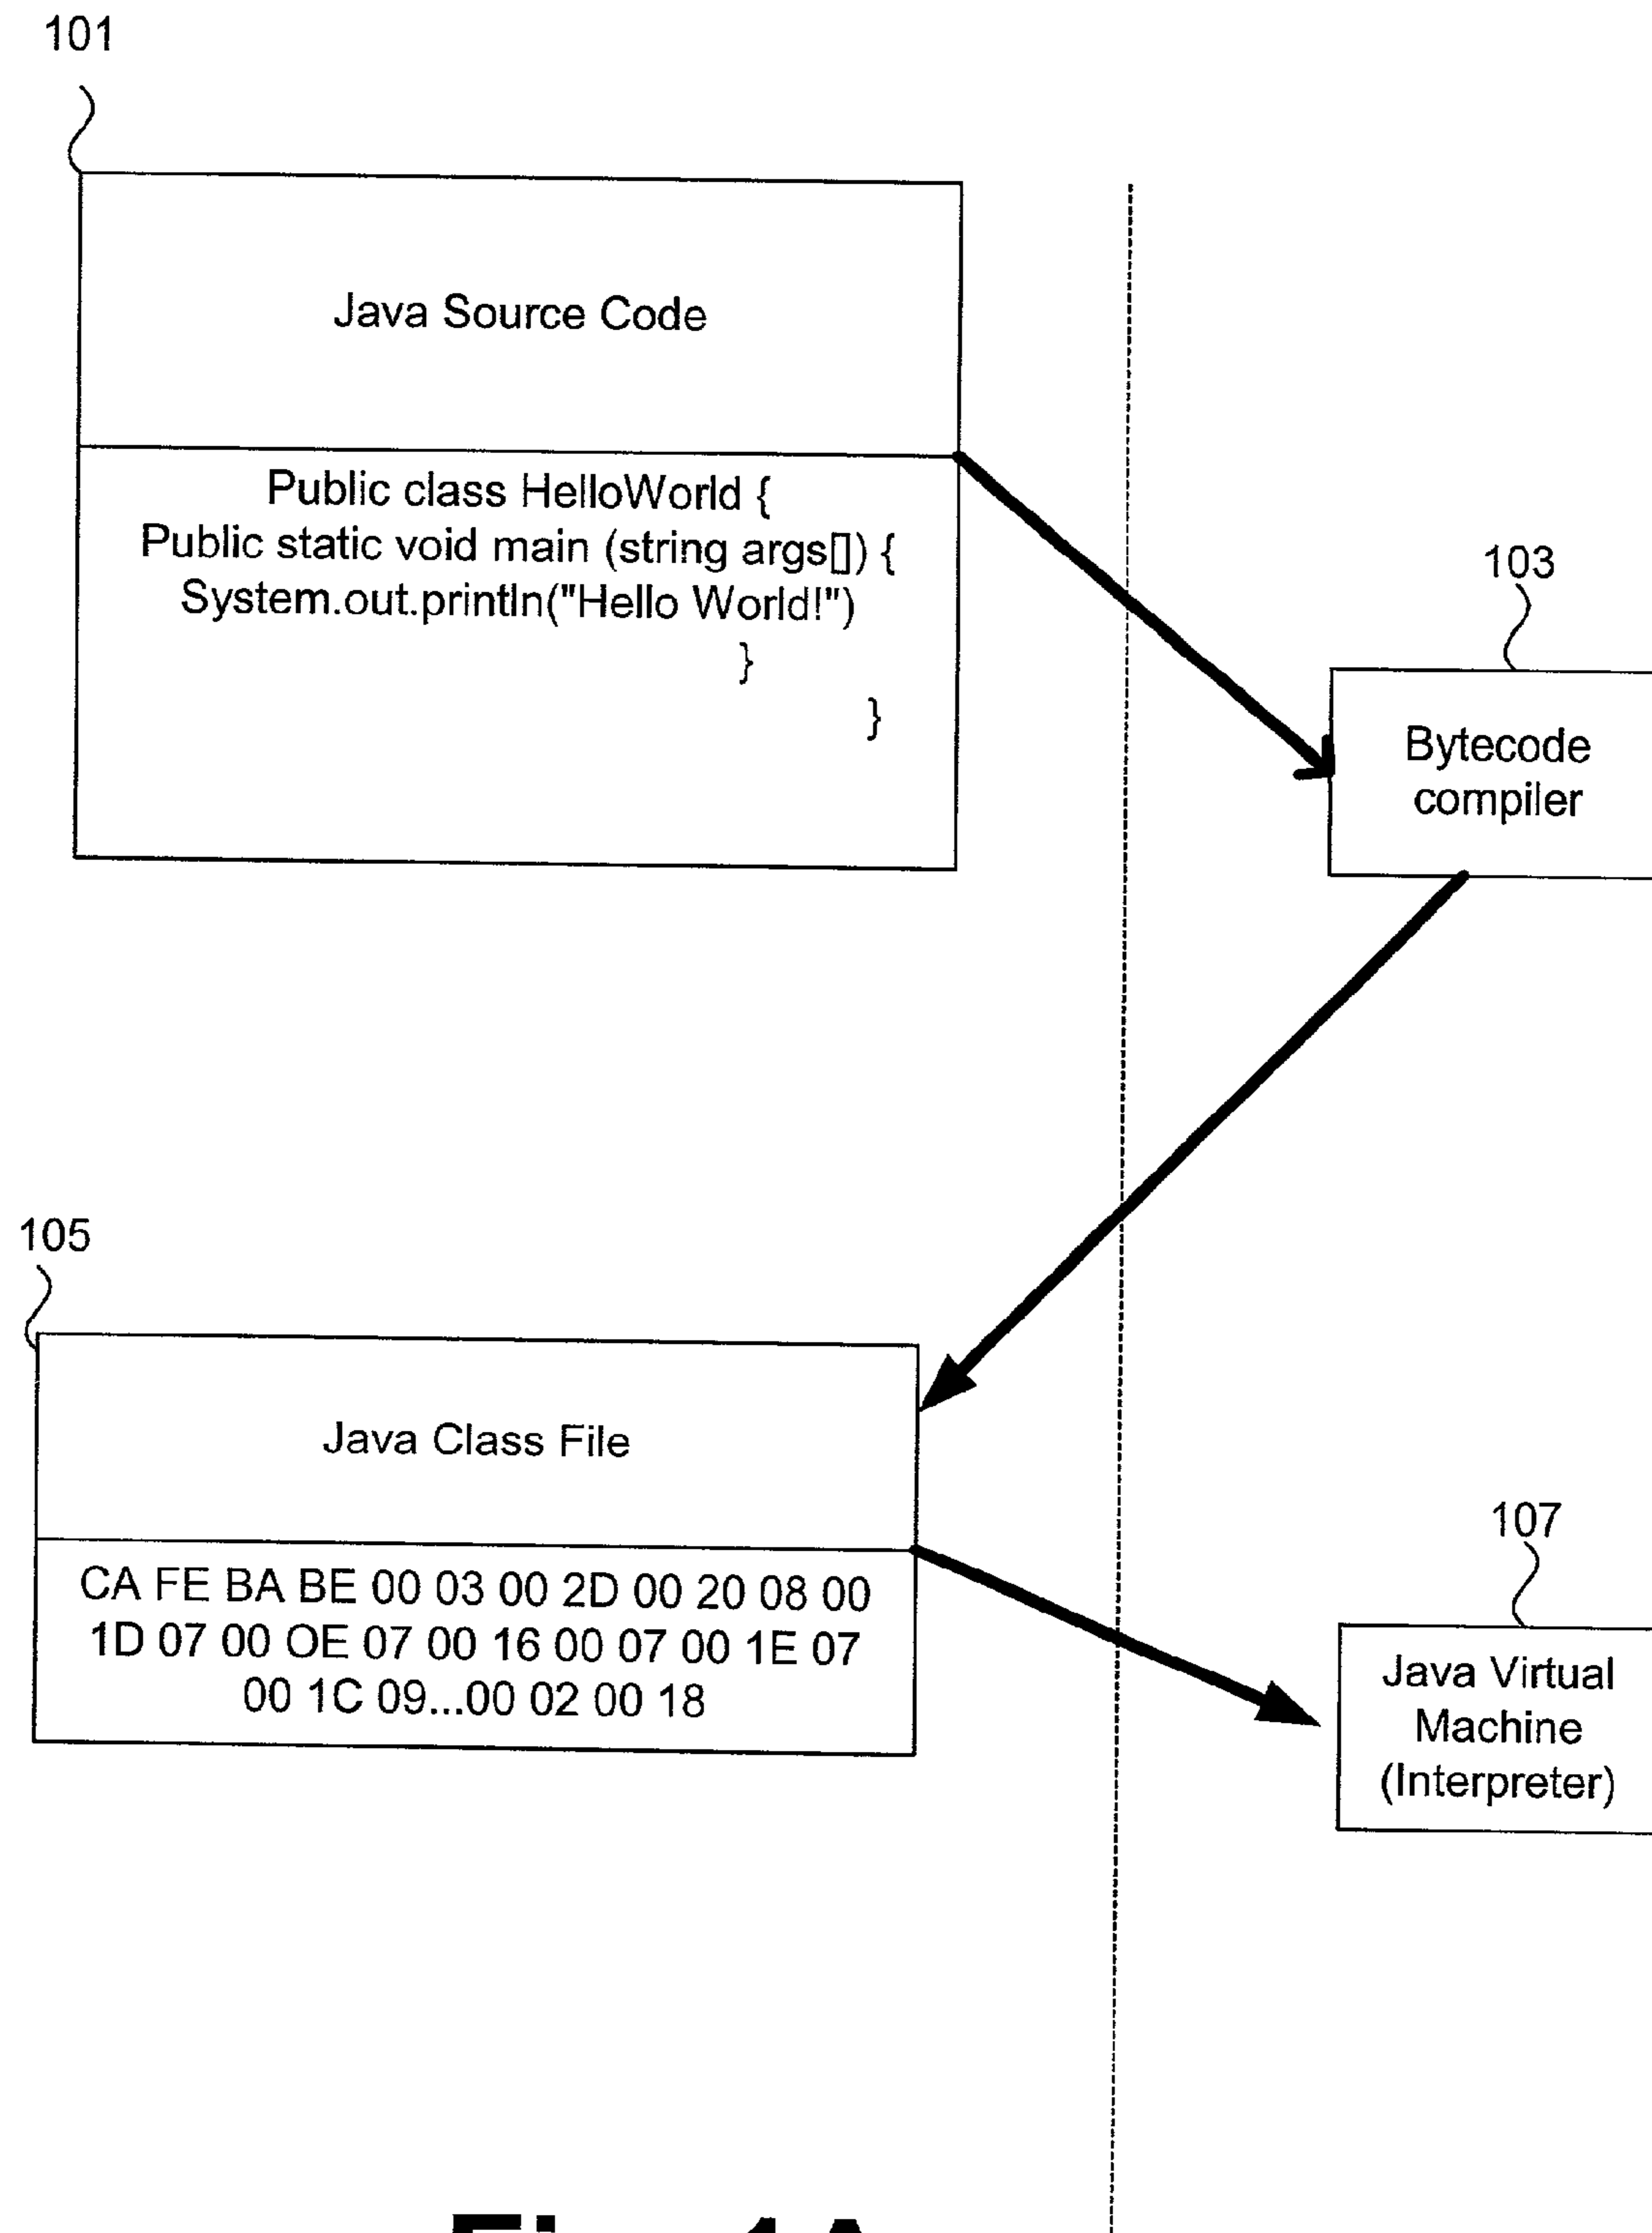 101
Java Source Code
Public class HelloWorld {
Public static void main (string args[]) {
System.out.println("Hello World!")
}
}
103
Bytecode
compiler
105
Java Class File
CA FE BA BE 00 03 00 2D 00 20 08 00
1D 07 00 OE 07 00 16 00 07 00 1E 07
00 1C 09...00 02 00 18
107
Java Virtual
Machine
(Interpreter)